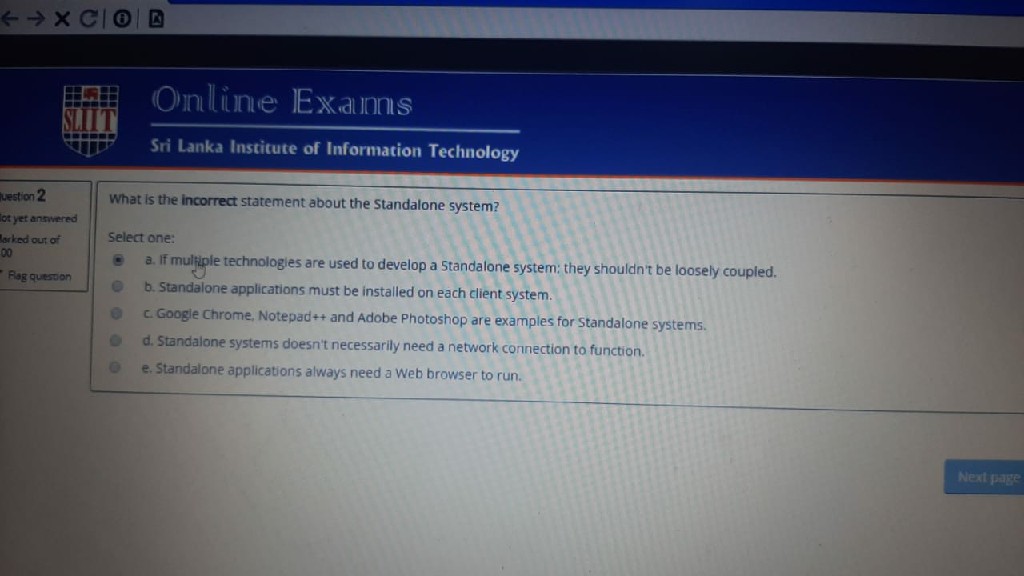 SLIIT
Online Exams
Sri Lanka Institute of Information Technology
uestion 2
ot yet answered
arked out of
00
Flag question
What is the incorrect statement about the Standalone system?
Select one:
a. If multiple technologies are used to develop a Standalone system; they shouldn't be loosely coupled.
b. Standalone applications must be installed on each client system.
c. Google Chrome, Notepad++ and Adobe Photoshop are examples for Standalone systems.
d. Standalone systems doesn't necessarily need a network connection to function.
e. Standalone applications always need a Web browser to run.
Next page